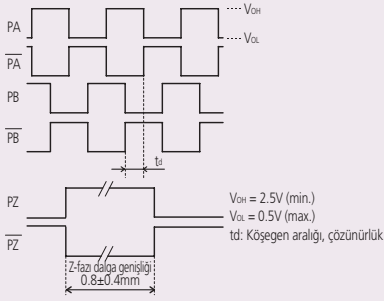 PA
VOH
VOL
PA
PB
PB
td
PZ
PZ
VOH = 2.5V (min.)
VOL = 0.5V (max.)
td: Köşegen aralığı, çözünürlük
Z-fazı dalga genişliği
0.8±0.4mm